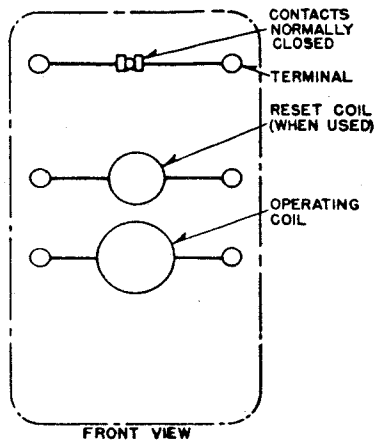 CONTACTS
NORMALLY
CLOSED
TERMINAL
RESET COIL
(WHEN USED)
OPERATING
COIL
FRONT VIEW